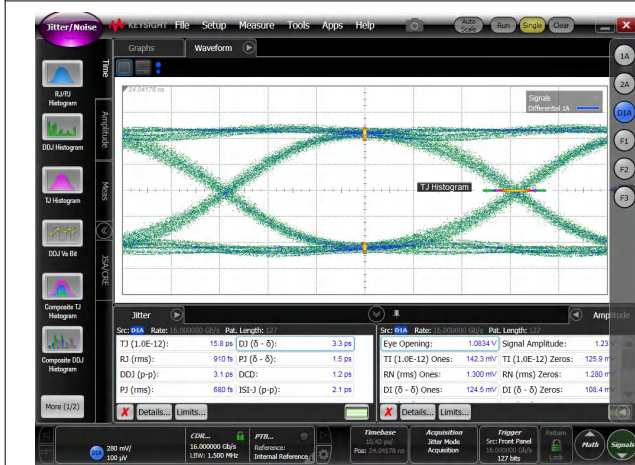 Jitter/Noise
KEYSIGHT File Setup Measure Tools Apps Help
Auto Scale Run Single Clear
Graphs Waveform
Time
Amplitude
Meas
JSA/CRE
RJ/PJ
Histogram
DDJ Histogram
TJ Histogram
DDJ Vs Bit
Composite TJ
Histogram
Composite DDJ
Histogram
More (1/2)
24.04178 ns
Signals
Differential 1A
TJ Histogram
1A
2A
D1A
F1
F2
F3
Jitter
Src: D1A Rate: 16.000000 Gb/s Pat. Length: 127
TJ (1.0E-12): 15.8 ps DJ (δ - δ): 3.3 ps
RJ (rms): 910 fs PJ (δ - δ): 1.5 ps
DDJ (p-p): 3.1 ps DCD: 1.2 ps
PJ (rms): 680 fs ISI-J (p-p): 2.1 ps
Details... Limits...
Amplitude
Src: D1A Rate: 16.000000 Gb/s Pat. Length: 127
Eye Opening: 1.0834 V Signal Amplitude: 1.23
TI (1.0E-12) Ones: 142.3 mV TI (1.0E-12) Zeros: 125.9 m
RN (rms) Ones: 1.300 mV RN (rms) Zeros: 1.280 m
DI (δ - δ) Ones: 124.5 mV DI (δ - δ) Zeros: 108.4 m
Details... Limits...
D1A 280 mV/
100 µV
CDR...
16.000000 Gb/s
LBW: 1.500 MHz
PTB...
Reference:
Internal Reference
Timebase
10.42 ps/
Pos: 24.04178 ns
Acquisition
Jitter Mode
Acquisition
Trigger
Src: Front Panel
16.000000 Gb/s
127 bits
Pattern
Lock
Math
Signals